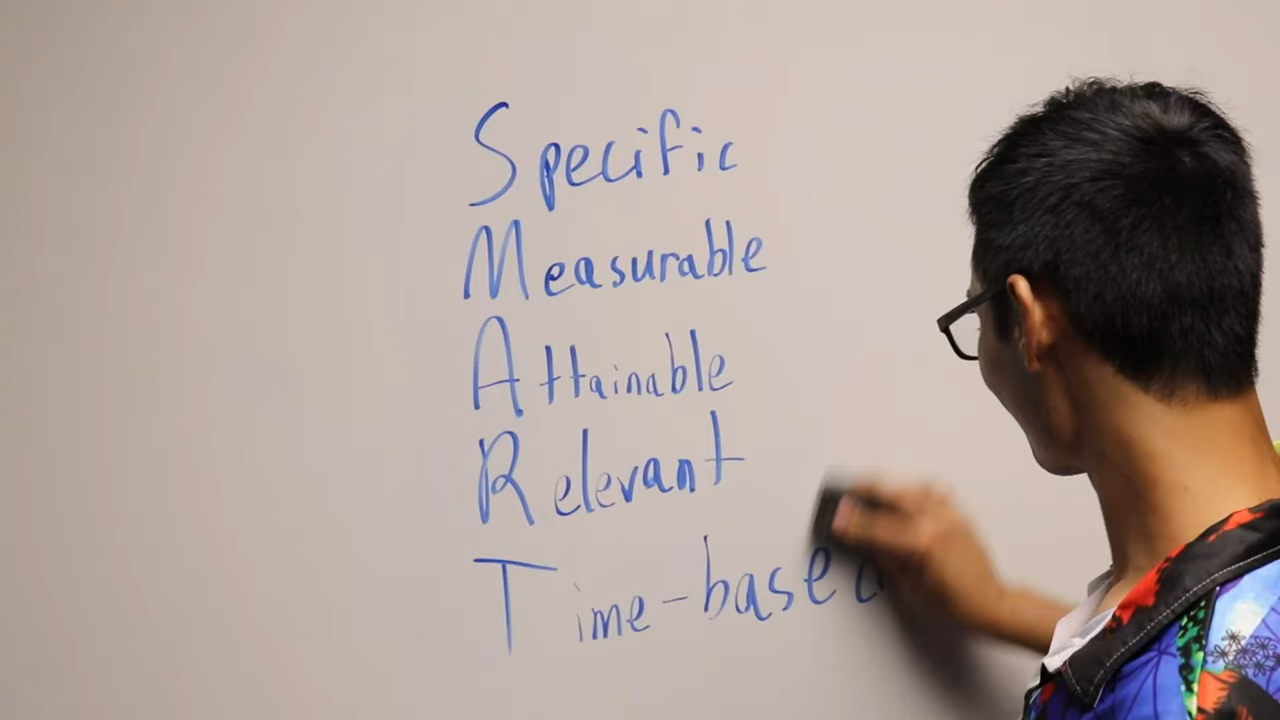 Specific
Measurable
Attainable
Relevant
Time-based